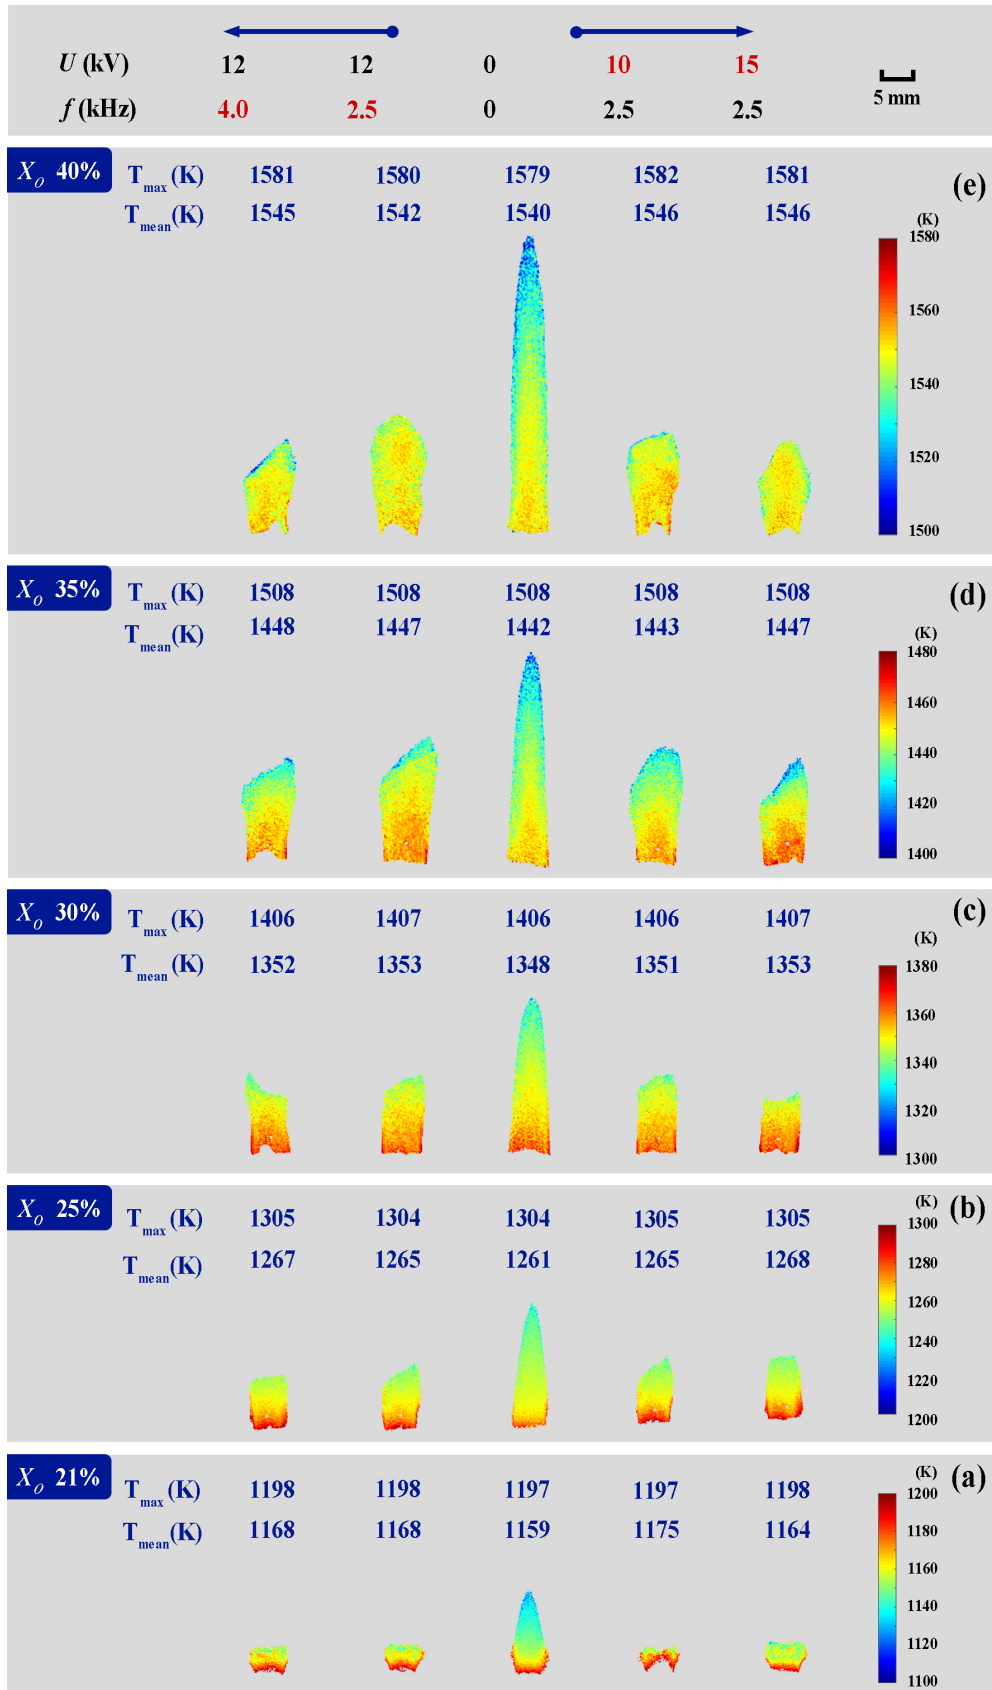 U (kV) 12 12 0 10 15
f (kHz) 4.0 2.5 0 2.5 2.5
5 mm
X_O 40% T_max (K) 1581 1580 1579 1582 1581 (e)
T_mean (K) 1545 1542 1540 1546 1546
(K)
1580
1560
1540
1520
1500
X_O 35% T_max (K) 1508 1508 1508 1508 1508 (d)
T_mean (K) 1448 1447 1442 1443 1447
(K)
1480
1460
1440
1420
1400
X_O 30% T_max (K) 1406 1407 1406 1406 1407 (c)
T_mean (K) 1352 1353 1348 1351 1353
(K)
1380
1360
1340
1320
1300
X_O 25% T_max (K) 1305 1304 1304 1305 1305 (b)
T_mean (K) 1267 1265 1261 1265 1268
(K)
1300
1280
1260
1240
1220
1200
X_O 21% T_max (K) 1198 1198 1197 1197 1198 (a)
T_mean (K) 1168 1168 1159 1175 1164
(K)
1200
1180
1160
1140
1120
1100